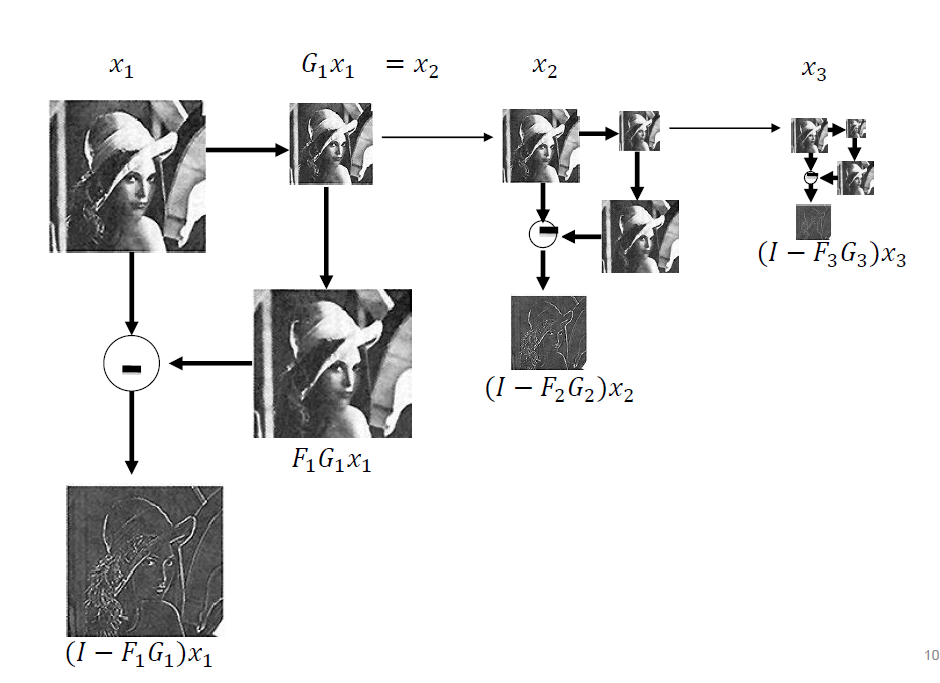 x₁
G₁x₁ = x₂
x₂
x₃
(I − F₃G₃)x₃
(I − F₂G₂)x₂
F₁G₁x₁
(I − F₁G₁)x₁
10